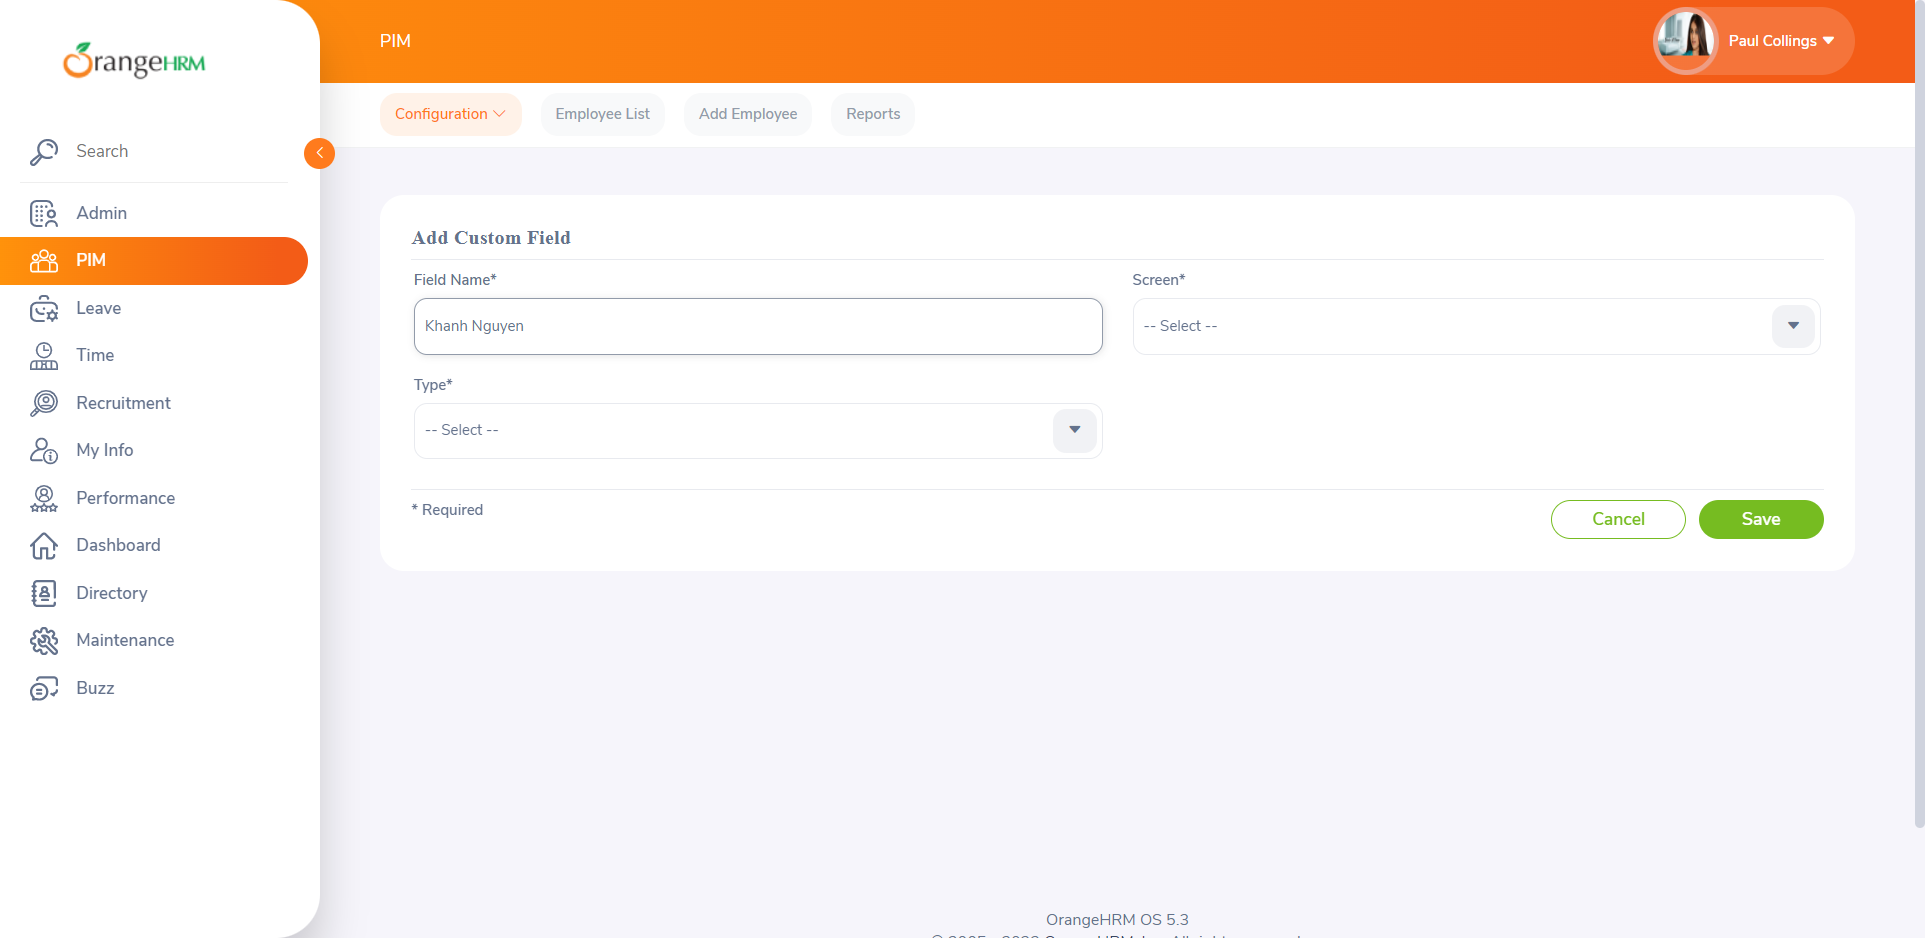 OrangeHRM
Search
Admin
PIM
Leave
Time
Recruitment
My Info
Performance
Dashboard
Directory
Maintenance
Buzz
PIM
Paul Collings
Configuration
Employee List
Add Employee
Reports
Add Custom Field
Field Name*
Screen*
Khanh Nguyen
-- Select --
Type*
-- Select --
* Required
Cancel
Save
OrangeHRM OS 5.3